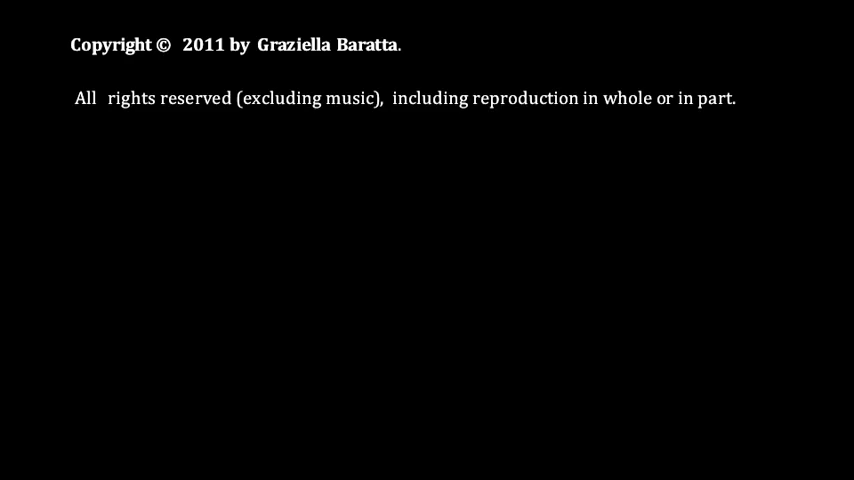 Copyright © 2011 by Graziella Baratta.
All rights reserved (excluding music), including reproduction in whole or in part.